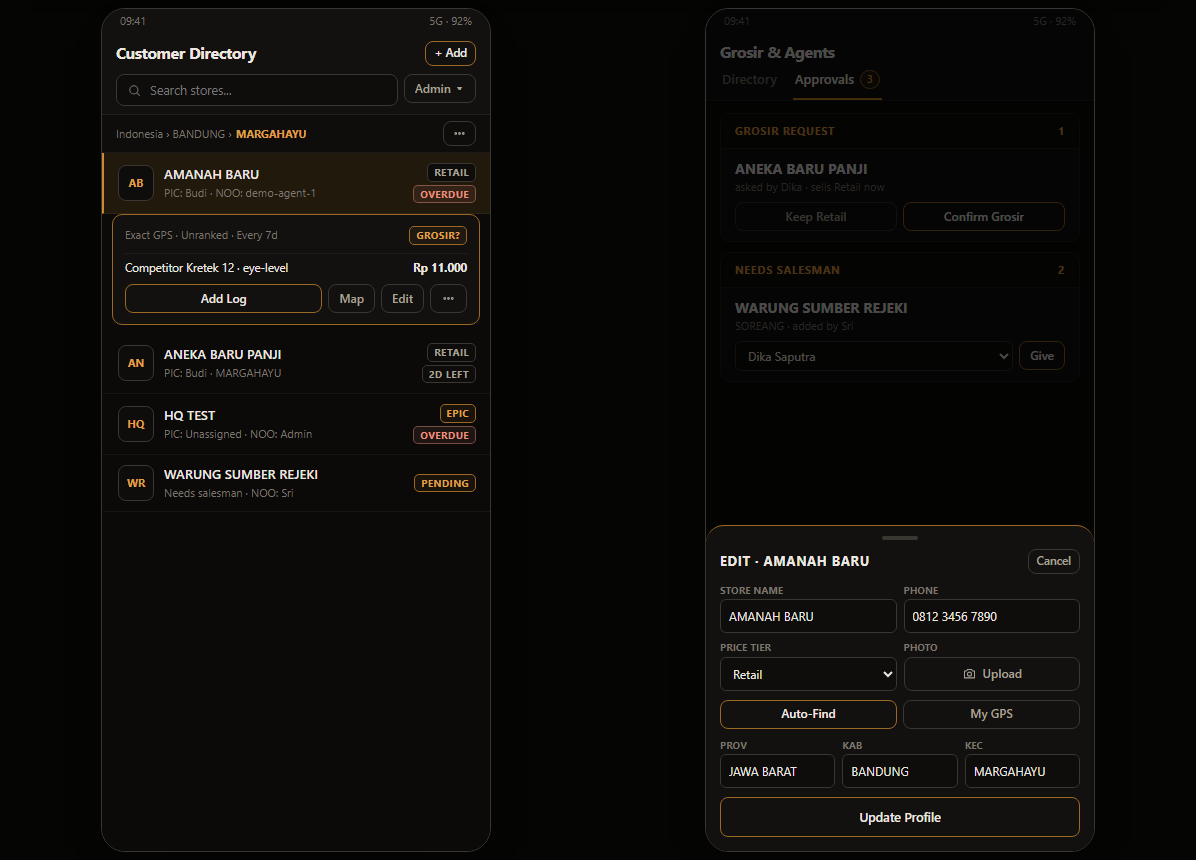 09:41 5G · 92%
Customer Directory + Add
Search stores... Admin
Indonesia › BANDUNG › MARGAHAYU ···
AB AMANAH BARU RETAIL
PIC: Budi · NOO: demo-agent-1 OVERDUE
Exact GPS · Unranked · Every 7d GROSIR?
Competitor Kretek 12 · eye-level Rp 11.000
Add Log Map Edit ···
AN ANEKA BARU PANJI RETAIL
PIC: Budi · MARGAHAYU 2D LEFT
HQ HQ TEST EPIC
PIC: Unassigned · NOO: Admin OVERDUE
WR WARUNG SUMBER REJEKI PENDING
Needs salesman · NOO: Sri
09:41 5G · 92%
Grosir & Agents
Directory Approvals 3
GROSIR REQUEST 1
ANEKA BARU PANJI
asked by Dika · sells Retail now
Keep Retail Confirm Grosir
NEEDS SALESMAN 2
WARUNG SUMBER REJEKI
SOREANG · added by Sri
Dika Saputra Give
EDIT · AMANAH BARU Cancel
STORE NAME PHONE
AMANAH BARU 0812 3456 7890
PRICE TIER PHOTO
Retail Upload
Auto-Find My GPS
PROV KAB KEC
JAWA BARAT BANDUNG MARGAHAYU
Update Profile